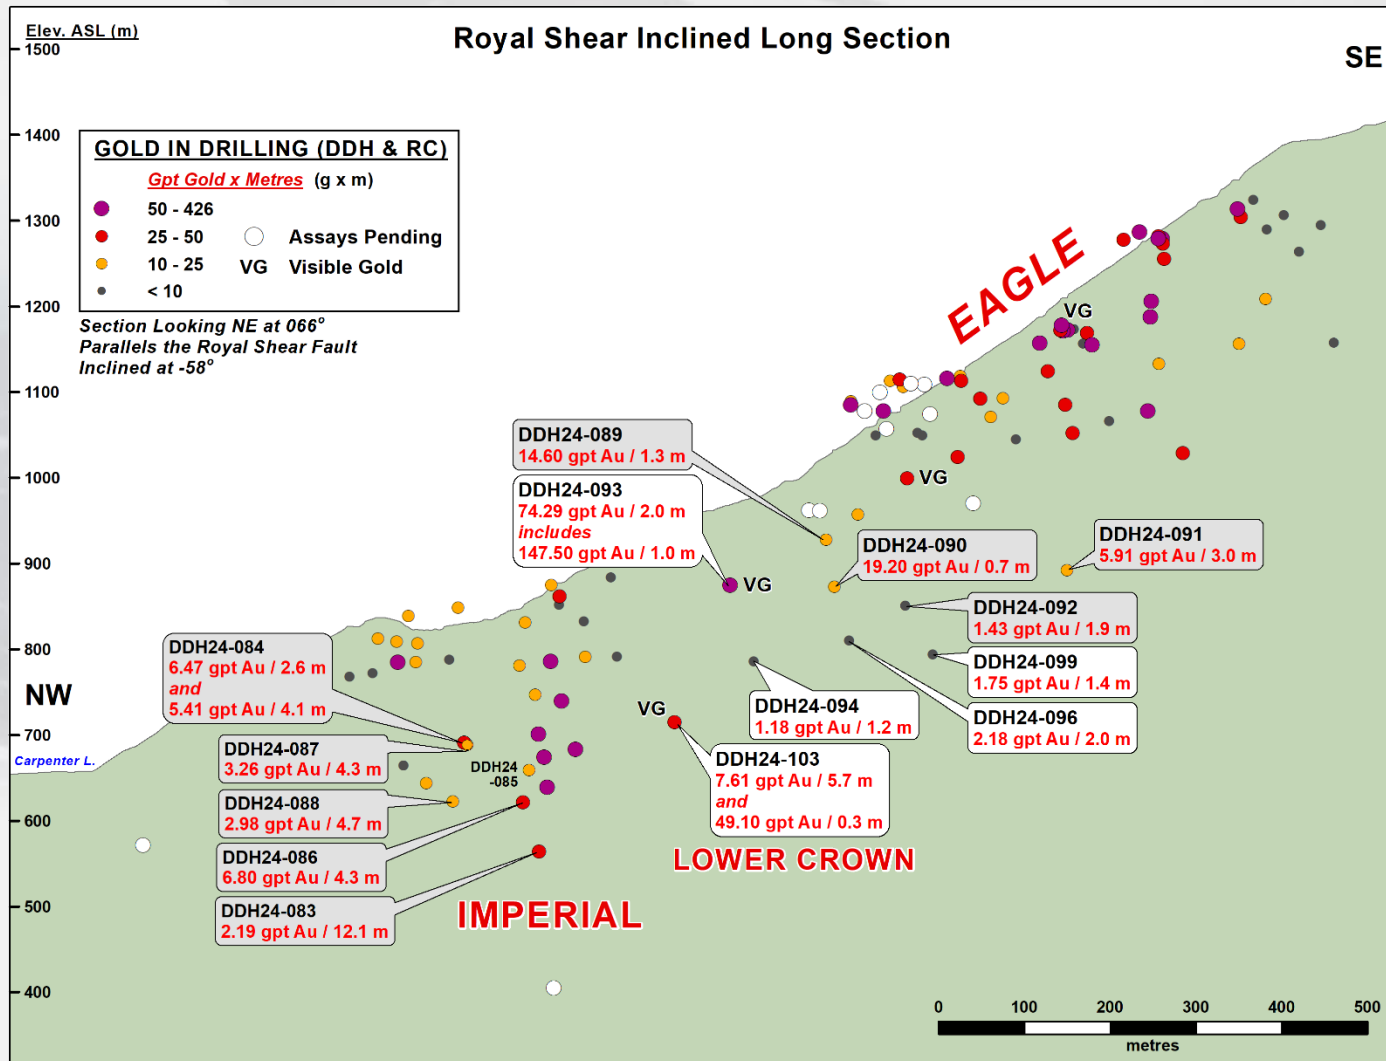 Royal Shear Inclined Long Section
Elev. ASL (m)
SE
1500
1400
1300
1200
1100
1000
900
800
700
600
500
400
GOLD IN DRILLING (DDH & RC)
Gpt Gold x Metres (g x m)
50 - 426
25 - 50
Assays Pending
10 - 25
VG Visible Gold
< 10
Section Looking NE at 066°
Parallels the Royal Shear Fault
Inclined at -58°
EAGLE
VG
VG
DDH24-089
14.60 gpt Au / 1.3 m
DDH24-093
74.29 gpt Au / 2.0 m
includes
147.50 gpt Au / 1.0 m
VG
DDH24-090
19.20 gpt Au / 0.7 m
DDH24-091
5.91 gpt Au / 3.0 m
DDH24-092
1.43 gpt Au / 1.9 m
DDH24-099
1.75 gpt Au / 1.4 m
DDH24-096
2.18 gpt Au / 2.0 m
DDH24-094
1.18 gpt Au / 1.2 m
VG
DDH24-103
7.61 gpt Au / 5.7 m
and
49.10 gpt Au / 0.3 m
LOWER CROWN
NW
Carpenter L.
DDH24-084
6.47 gpt Au / 2.6 m
and
5.41 gpt Au / 4.1 m
DDH24-087
3.26 gpt Au / 4.3 m
DDH24
-085
DDH24-088
2.98 gpt Au / 4.7 m
DDH24-086
6.80 gpt Au / 4.3 m
DDH24-083
2.19 gpt Au / 12.1 m
IMPERIAL
0 100 200 300 400 500
metres